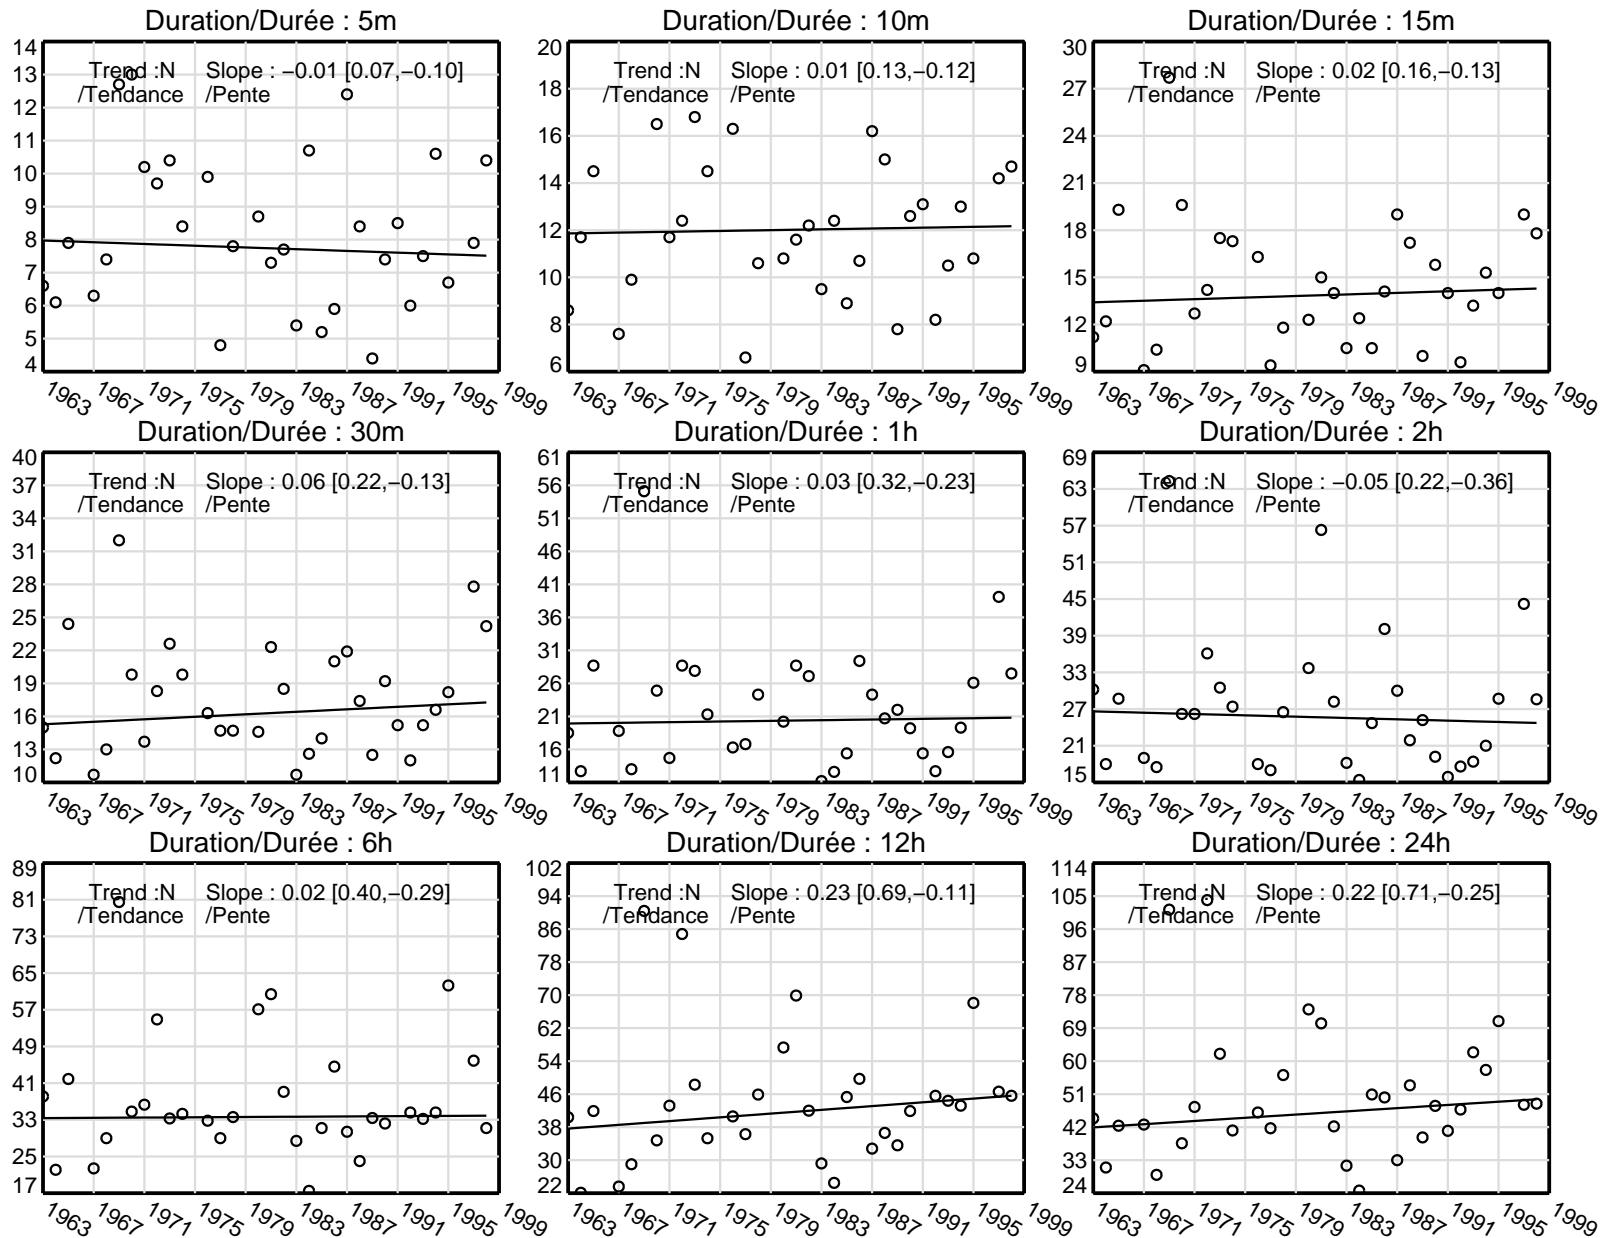 Duration/Durée : 5m
14
13
12
11
10
9
8
7
6
5
4
Trend :N Slope : −0.01 [0.07,−0.10]
/Tendance /Pente
1963 1967 1971 1975 1979 1983 1987 1991 1995 1999
Duration/Durée : 10m
20
18
16
14
12
10
8
6
Trend :N Slope : 0.01 [0.13,−0.12]
/Tendance /Pente
1963 1967 1971 1975 1979 1983 1987 1991 1995 1999
Duration/Durée : 15m
30
27
24
21
18
15
12
9
Trend :N Slope : 0.02 [0.16,−0.13]
/Tendance /Pente
1963 1967 1971 1975 1979 1983 1987 1991 1995 1999
Duration/Durée : 30m
40
37
34
31
28
25
22
19
16
13
10
Trend :N Slope : 0.06 [0.22,−0.13]
/Tendance /Pente
1963 1967 1971 1975 1979 1983 1987 1991 1995 1999
Duration/Durée : 1h
61
56
51
46
41
36
31
26
21
16
11
Trend :N Slope : 0.03 [0.32,−0.23]
/Tendance /Pente
1963 1967 1971 1975 1979 1983 1987 1991 1995 1999
Duration/Durée : 2h
69
63
57
51
45
39
33
27
21
15
Trend :N Slope : −0.05 [0.22,−0.36]
/Tendance /Pente
1963 1967 1971 1975 1979 1983 1987 1991 1995 1999
Duration/Durée : 6h
89
81
73
65
57
49
41
33
25
17
Trend :N Slope : 0.02 [0.40,−0.29]
/Tendance /Pente
1963 1967 1971 1975 1979 1983 1987 1991 1995 1999
Duration/Durée : 12h
102
94
86
78
70
62
54
46
38
30
22
Trend :N Slope : 0.23 [0.69,−0.11]
/Tendance /Pente
1963 1967 1971 1975 1979 1983 1987 1991 1995 1999
Duration/Durée : 24h
114
105
96
87
78
69
60
51
42
33
24
Trend :N Slope : 0.22 [0.71,−0.25]
/Tendance /Pente
1963 1967 1971 1975 1979 1983 1987 1991 1995 1999